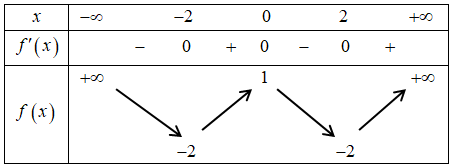 x −∞ −2 0 2 +∞
f′(x) − 0 + 0 − 0 +
+∞ 1 +∞
f(x)
−2 −2